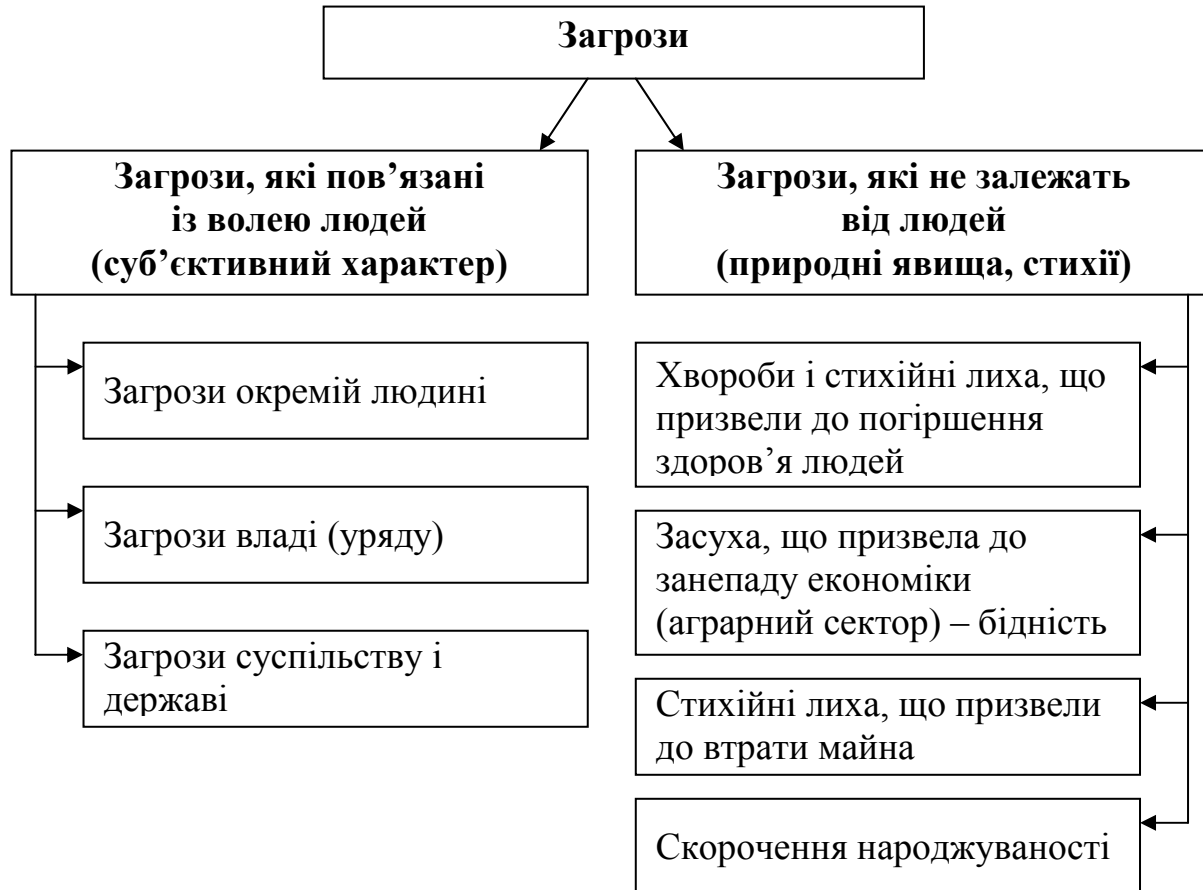 Загрози
Загрози, які пов’язані
із волею людей
(суб’єктивний характер)
Загрози окремій людині
Загрози владі (уряду)
Загрози суспільству і
державі
Загрози, які не залежать
від людей
(природні явища, стихії)
Хвороби і стихійні лиха, що
призвели до погіршення
здоров’я людей
Засуха, що призвела до
занепаду економіки
(аграрний сектор) – бідність
Стихійні лиха, що призвели
до втрати майна
Скорочення народжуваності